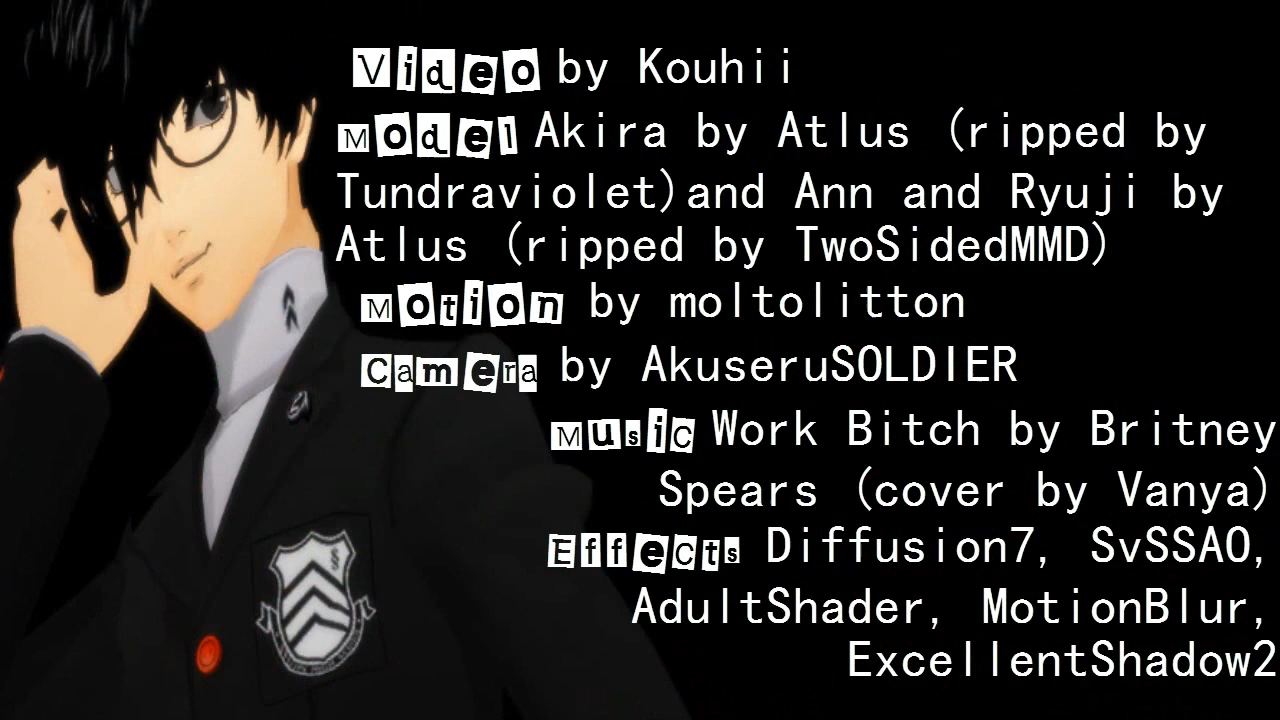 Video by Kouhii
Model Akira by Atlus (ripped by
Tundraviolet)and Ann and Ryuji by
Atlus (ripped by TwoSidedMMD)
Motion by moltolitton
Camera by AkuseruSOLDIER
Music Work Bitch by Britney
Spears (cover by Vanya)
Effects Diffusion7, SvSSAO,
AdultShader, MotionBlur,
ExcellentShadow2